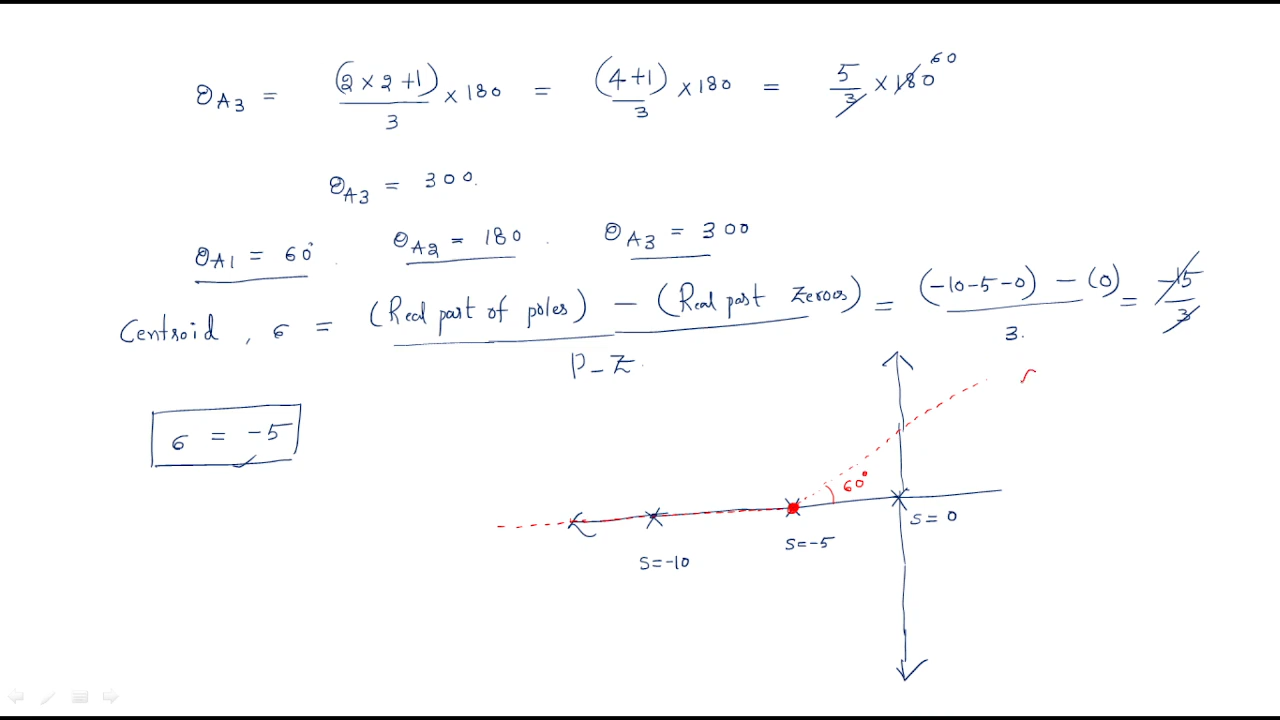 θA3 = (2 × 2 + 1)/3 × 180 = (4 + 1)/3 × 180 = 5/3 × 180 60
θA3 = 300.
θA1 = 60° . θA2 = 180 . θA3 = 300
Centroid , σ = (Real part of poles) – (Real part zeroes)/P – Z = (-10-5-0) – (0)/3. = -15/3
σ = -5
60°
S = 0
S = -5
S = -10